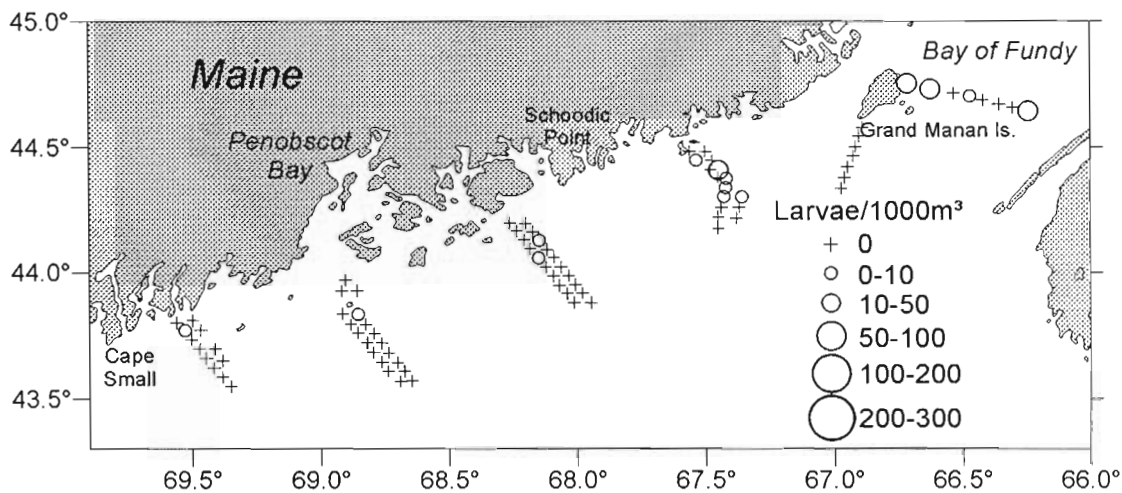 45.0°
44.5°
44.0°
43.5°
Maine
Bay of Fundy
Schoodic
Point
Penobscot
Bay
Grand Manan Is.
Cape
Small
Larvae/1000m³
+ 0
0-10
10-50
50-100
100-200
200-300
69.5° 69.0° 68.5° 68.0° 67.5° 67.0° 66.5° 66.0°